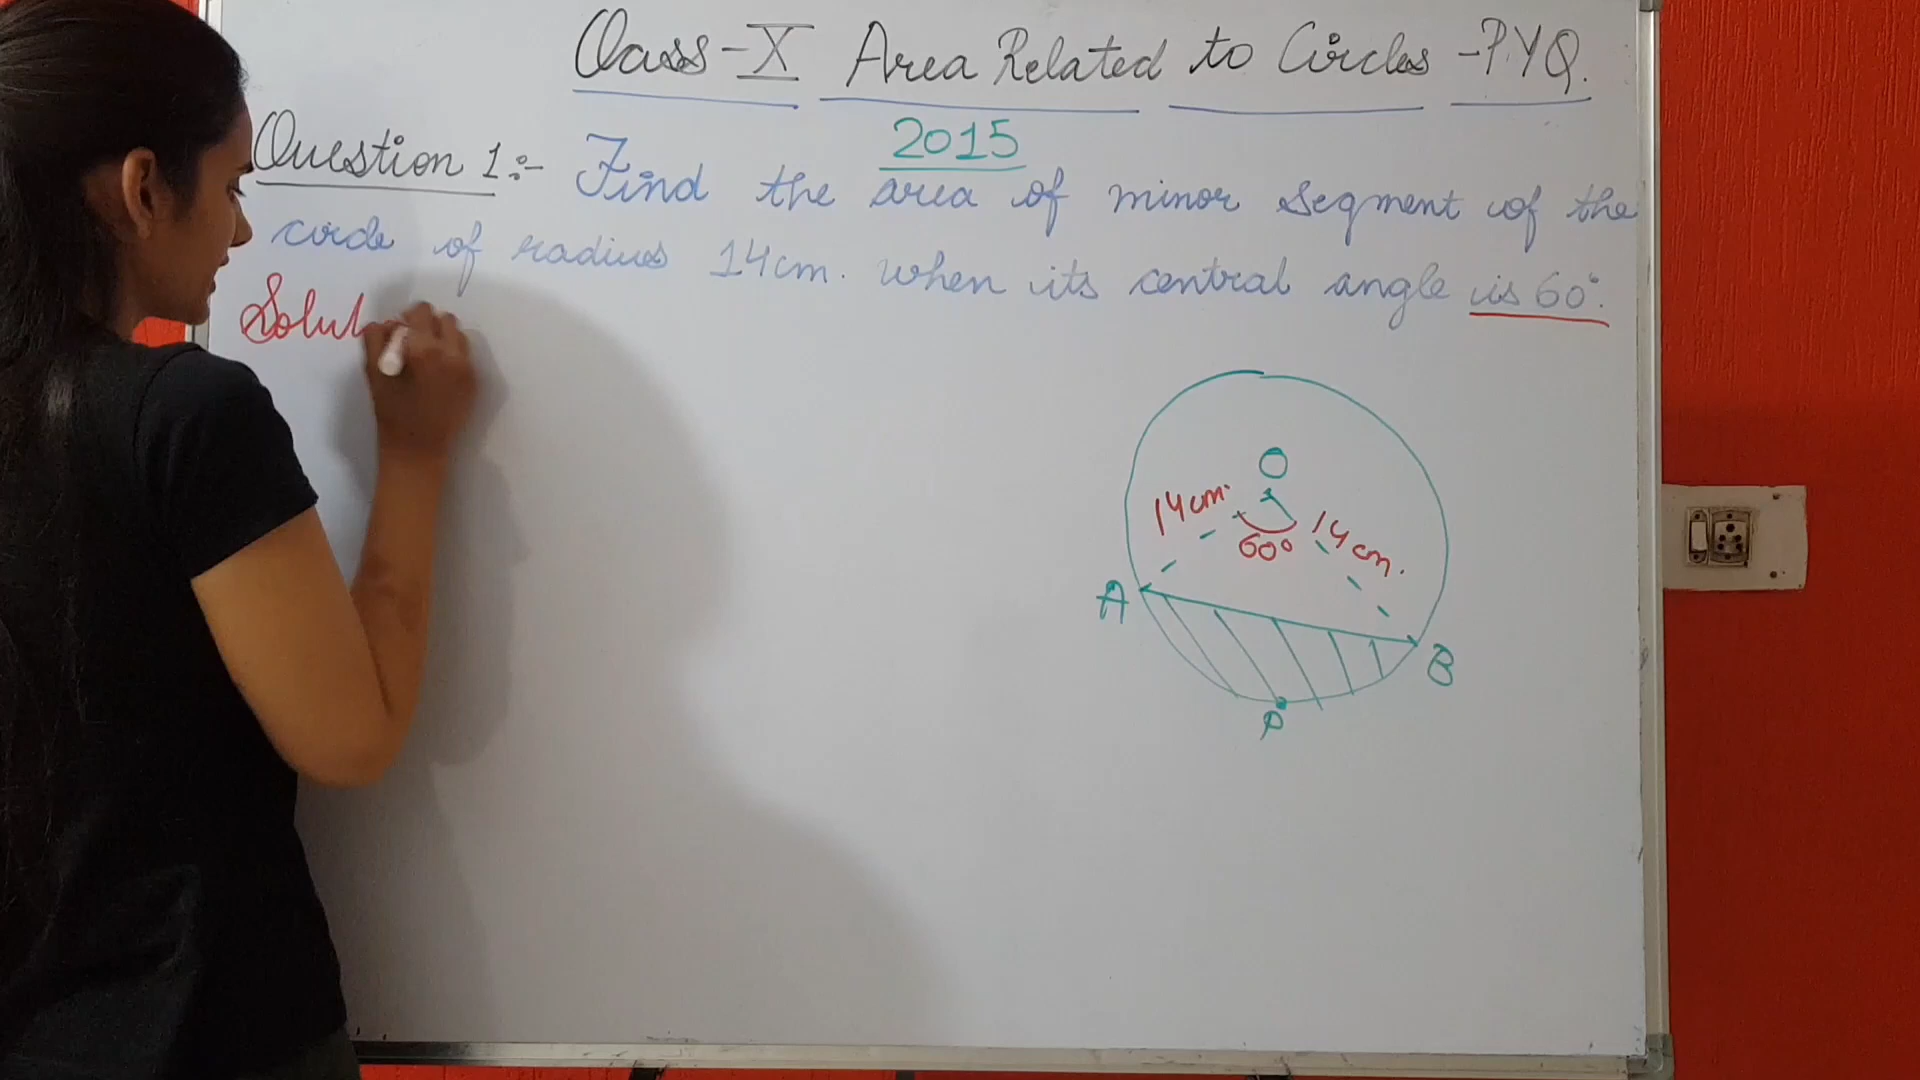 Class - X Area Related to Circles - PYQ.
2015
Question 1:- Find the area of minor segment of the
circle of radius 14cm. when its central angle is 60°.
Solut
O
14cm. 14cm.
60°
A
B
P